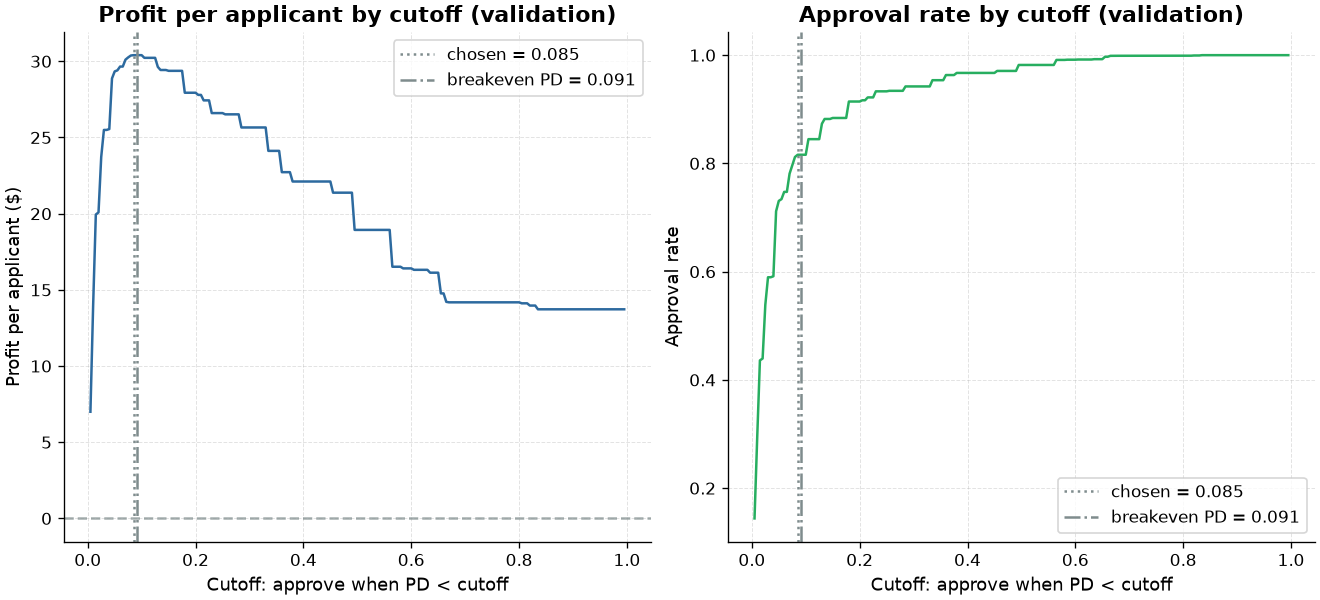 Profit per applicant by cutoff (validation)
chosen = 0.085
breakeven PD = 0.091
30
25
20
15
10
5
0
Profit per applicant ($)
0.0 0.2 0.4 0.6 0.8 1.0
Cutoff: approve when PD < cutoff
Approval rate by cutoff (validation)
1.0
0.8
0.6
0.4
0.2
Approval rate
chosen = 0.085
breakeven PD = 0.091
0.0 0.2 0.4 0.6 0.8 1.0
Cutoff: approve when PD < cutoff